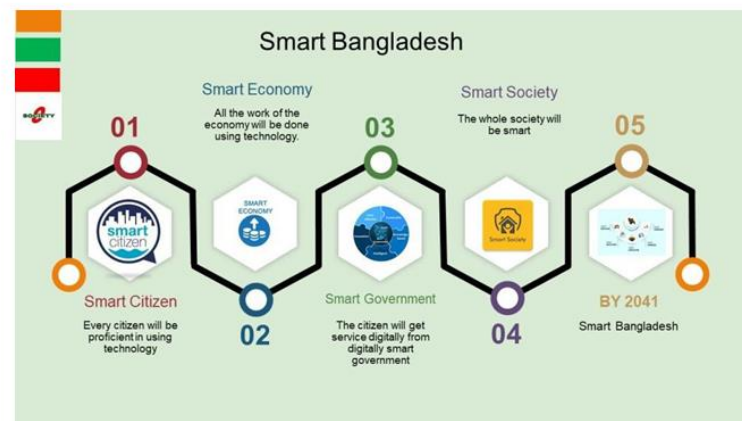 Smart Bangladesh
SOCIETY
01
smart
citizen
Smart Citizen
Every citizen will be
proficient in using
technology
Smart Economy
All the work of the
economy will be done
using technology.
SMART
ECONOMY
02
03
Smart Government
The citizen will get
service digitally from
digitally smart
government
Smart Society
The whole society will
be smart
Smart Society
04
05
BY 2041
Smart Bangladesh